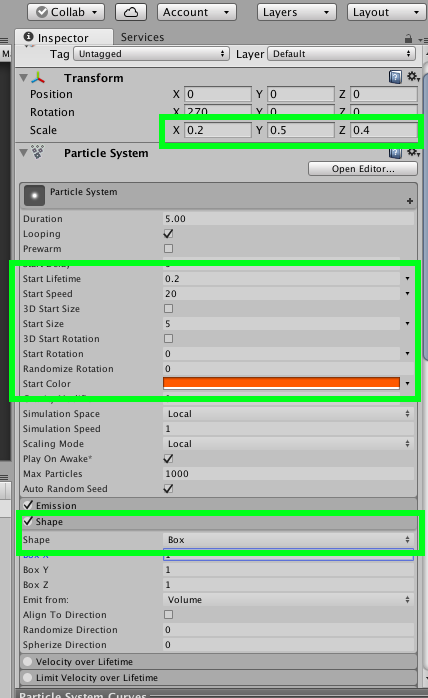 Collab Account Layers Layout
Inspector Services
Tag Untagged Layer Default
Transform
Position X 0 Y 0 Z 0
Rotation X 270 Y 0 Z 0
Scale X 0.2 Y 0.5 Z 0.4
Particle System
Open Editor...
Particle System
Duration 5.00
Looping
Prewarm
Start Delay
Start Lifetime 0.2
Start Speed 20
3D Start Size
Start Size 5
3D Start Rotation
Start Rotation 0
Randomize Rotation 0
Start Color
Simulation Space Local
Simulation Speed 1
Scaling Mode Local
Play On Awake*
Max Particles 1000
Auto Random Seed
Emission
Shape
Shape Box
Box X 1
Box Y 1
Box Z 1
Emit from: Volume
Align To Direction
Randomize Direction 0
Spherize Direction 0
Velocity over Lifetime
Limit Velocity over Lifetime
Particle System Curves